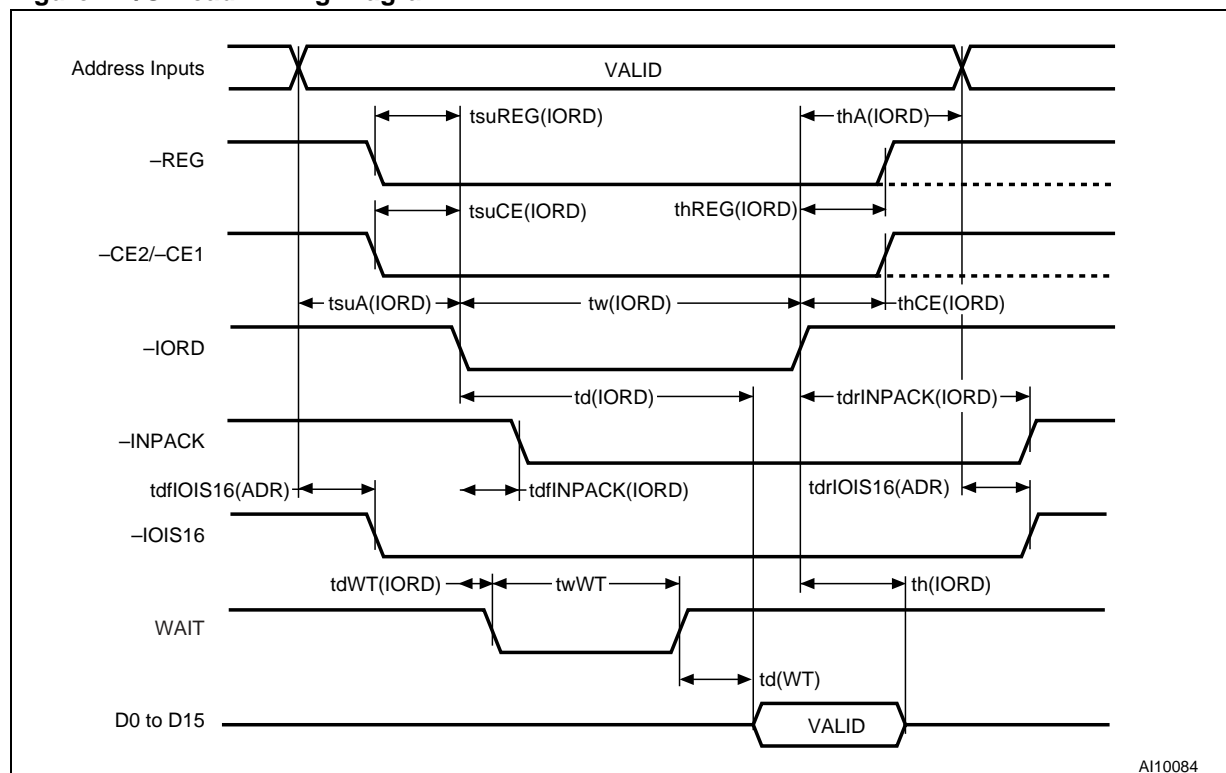 Address Inputs
VALID
tsuREG(IORD)
thA(IORD)
–REG
tsuCE(IORD)
thREG(IORD)
–CE2/–CE1
tsuA(IORD)
tw(IORD)
thCE(IORD)
–IORD
td(IORD)
tdrINPACK(IORD)
–INPACK
tdfIOIS16(ADR)
tdfINPACK(IORD)
tdrIOIS16(ADR)
–IOIS16
tdWT(IORD)
twWT
th(IORD)
WAIT
td(WT)
D0 to D15
VALID
AI10084